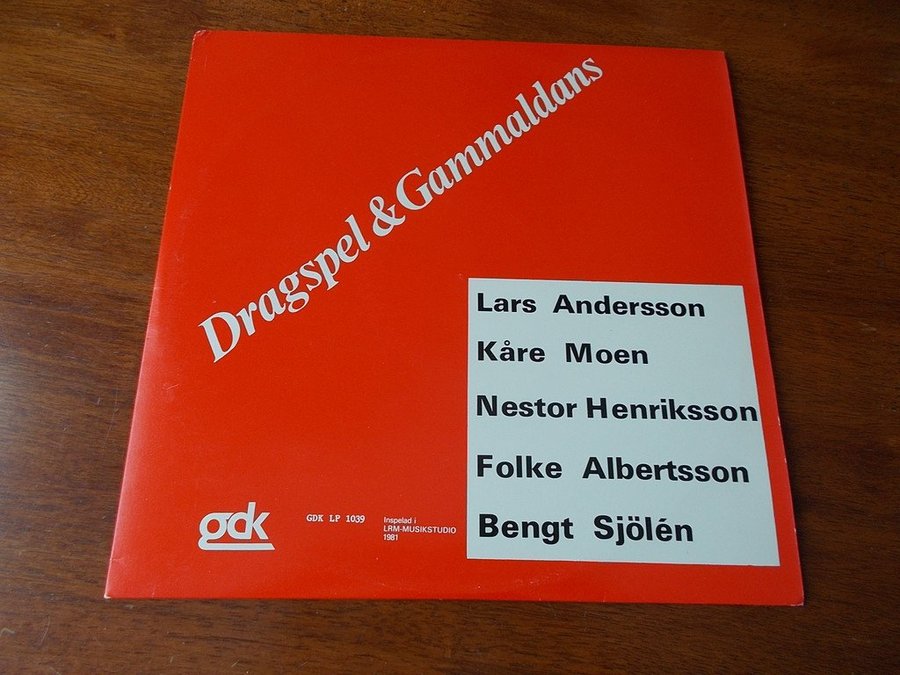 Dragspel & Gammaldans
Lars Andersson
Kåre Moen
Nestor Henriksson
Folke Albertsson
Bengt Sjölén
gdk
GDK LP 1039
Inspelad i
LRM-MUSIKSTUDIO
1981